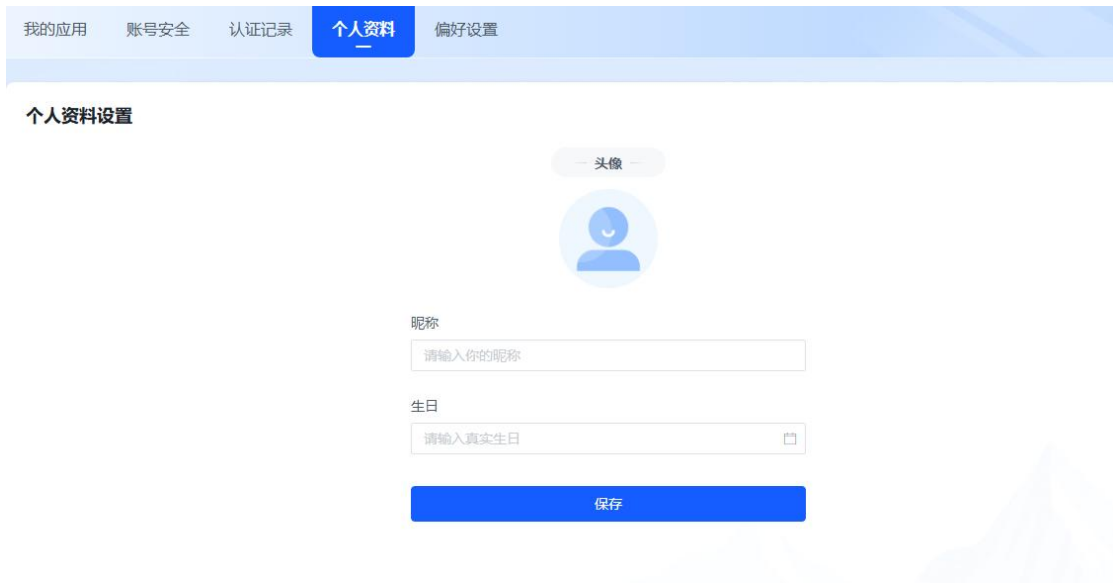 我的应用 账号安全 认证记录 个人资料 偏好设置
个人资料设置
头像
昵称
请输入你的昵称
生日
请输入真实生日
保存